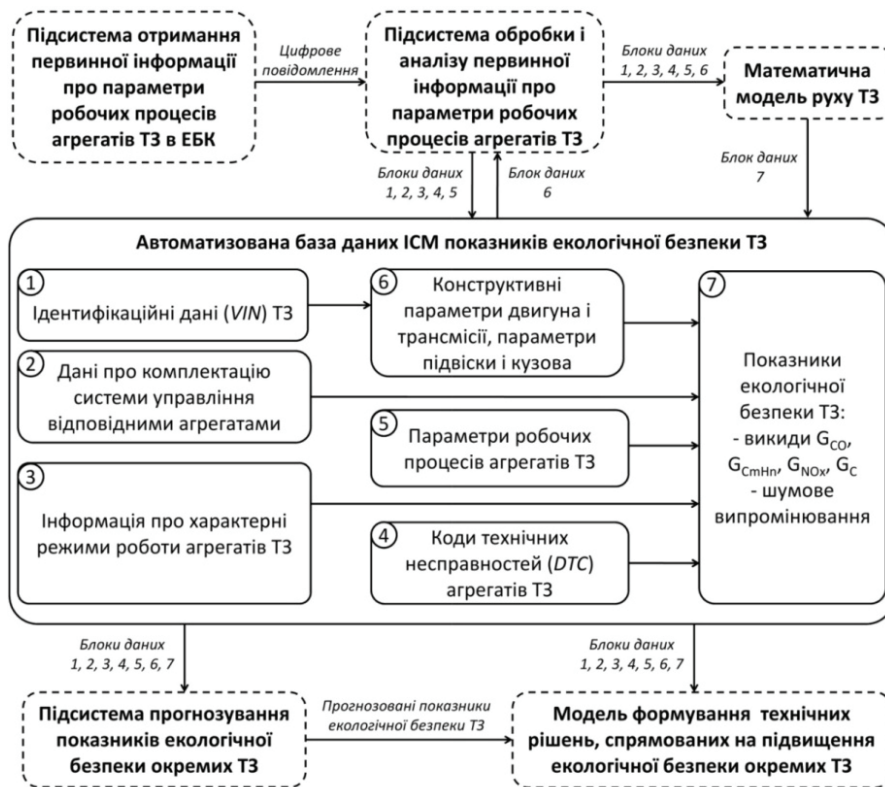 Підсистема отримання
первинної інформації
про параметри
робочих процесів
агрегатів ТЗ в ЕБК
Цифрове
повідомлення
Підсистема обробки і
аналізу первинної
інформації про
параметри робочих
процесів агрегатів ТЗ
Блоки даних
1, 2, 3, 4, 5, 6
Математична
модель руху ТЗ
Блоки даних
1, 2, 3, 4, 5
Блок даних
6
Блок даних
7
Автоматизована база даних ІСМ показників екологічної безпеки ТЗ
1
Ідентифікаційні дані (VIN) ТЗ
2
Дані про комплектацію
системи управління
відповідними агрегатами
3
Інформація про характерні
режими роботи агрегатів ТЗ
6
Конструктивні
параметри двигуна і
трансмісії, параметри
підвіски і кузова
5
Параметри робочих
процесів агрегатів ТЗ
4
Коди технічних
несправностей (DTC)
агрегатів ТЗ
7
Показники
екологічної
безпеки ТЗ:
- викиди G_CO,
G_CmHn, G_NOx, G_C
- шумове
випромінювання
Блоки даних
1, 2, 3, 4, 5, 6, 7
Блоки даних
1, 2, 3, 4, 5, 6, 7
Підсистема прогнозування
показників екологічної
безпеки окремих ТЗ
Прогнозовані показники
екологічної безпеки ТЗ
Модель формування технічних
рішень, спрямованих на підвищення
екологічної безпеки окремих ТЗ